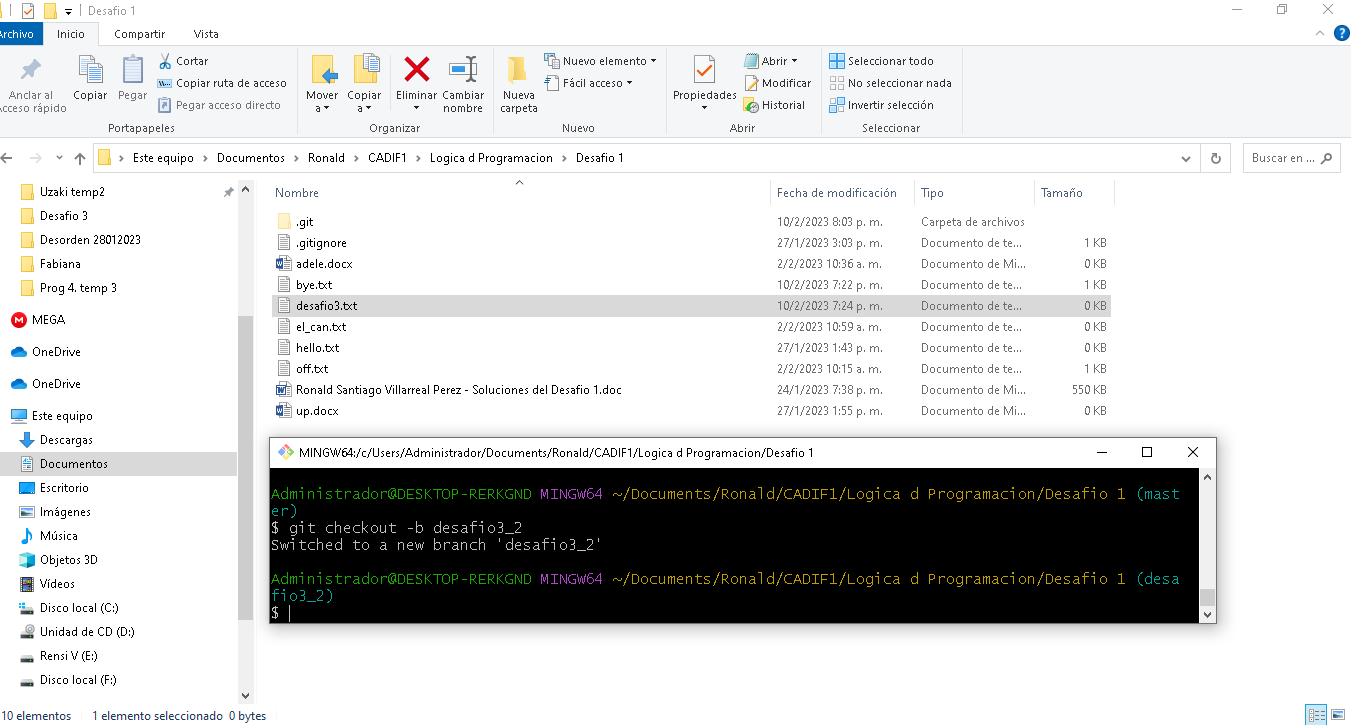 Desafio 1
Archivo Inicio Compartir Vista
Anclar al acceso rápido
Copiar
Pegar
Cortar
Copiar ruta de acceso
Pegar acceso directo
Portapapeles
Mover a
Copiar a
Eliminar
Cambiar nombre
Organizar
Nueva carpeta
Nuevo elemento
Fácil acceso
Nuevo
Propiedades
Abrir
Modificar
Historial
Abrir
Seleccionar todo
No seleccionar nada
Invertir selección
Seleccionar
Este equipo > Documentos > Ronald > CADIF1 > Logica d Programacion > Desafio 1
Buscar en ...
Uzaki temp2
Desafio 3
Desorden 28012023
Fabiana
Prog 4. temp 3
MEGA
OneDrive
OneDrive
Este equipo
Descargas
Documentos
Escritorio
Imágenes
Música
Objetos 3D
Vídeos
Disco local (C:)
Unidad de CD (D:)
Rensi V (E:)
Disco local (F:)
Nombre Fecha de modificación Tipo Tamaño
.git 10/2/2023 8:03 p. m. Carpeta de archivos
.gitignore 27/1/2023 3:03 p. m. Documento de te... 1 KB
adele.docx 2/2/2023 10:36 a. m. Documento de Mi... 0 KB
bye.txt 10/2/2023 7:22 p. m. Documento de te... 1 KB
desafio3.txt 10/2/2023 7:24 p. m. Documento de te... 0 KB
el_can.txt 2/2/2023 10:59 a. m. Documento de te... 0 KB
hello.txt 27/1/2023 1:43 p. m. Documento de te... 0 KB
off.txt 2/2/2023 10:15 a. m. Documento de te... 1 KB
Ronald Santiago Villarreal Perez - Soluciones del Desafio 1.doc 24/1/2023 7:38 p. m. Documento de Mi... 550 KB
up.docx 27/1/2023 1:55 p. m. Documento de Mi... 0 KB
MINGW64:/c/Users/Administrador/Documents/Ronald/CADIF1/Logica d Programacion/Desafio 1
Administrador@DESKTOP-RERKGND MINGW64 ~/Documents/Ronald/CADIF1/Logica d Programacion/Desafio 1 (mast
er)
$ git checkout -b desafio3_2
Switched to a new branch 'desafio3_2'
Administrador@DESKTOP-RERKGND MINGW64 ~/Documents/Ronald/CADIF1/Logica d Programacion/Desafio 1 (desa
fio3_2)
$
10 elementos 1 elemento seleccionado 0 bytes